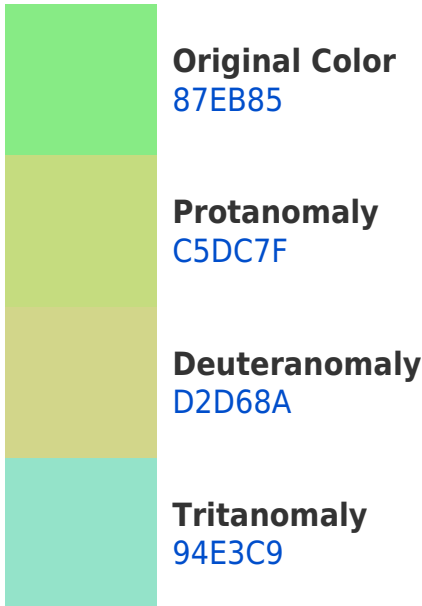 Original Color
87EB85
Protanomaly
C5DC7F
Deuteranomaly
D2D68A
Tritanomaly
94E3C9